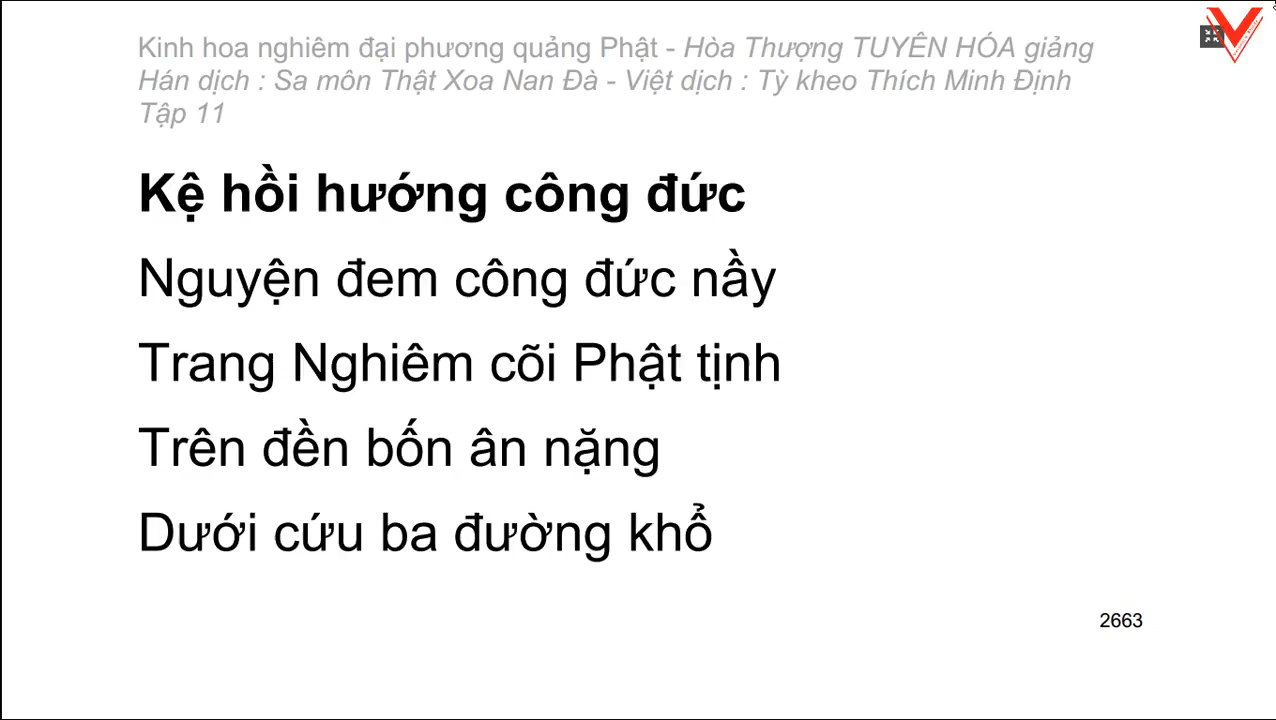 Kinh hoa nghiêm đại phương quảng Phật - Hòa Thượng TUYÊN HÓA giảng
Hán dịch : Sa môn Thật Xoa Nan Đà - Việt dịch : Tỳ kheo Thích Minh Định
Tập 11
Kệ hồi hướng công đức
Nguyện đem công đức nầy
Trang Nghiêm cõi Phật tịnh
Trên đền bốn ân nặng
Dưới cứu ba đường khổ
2663